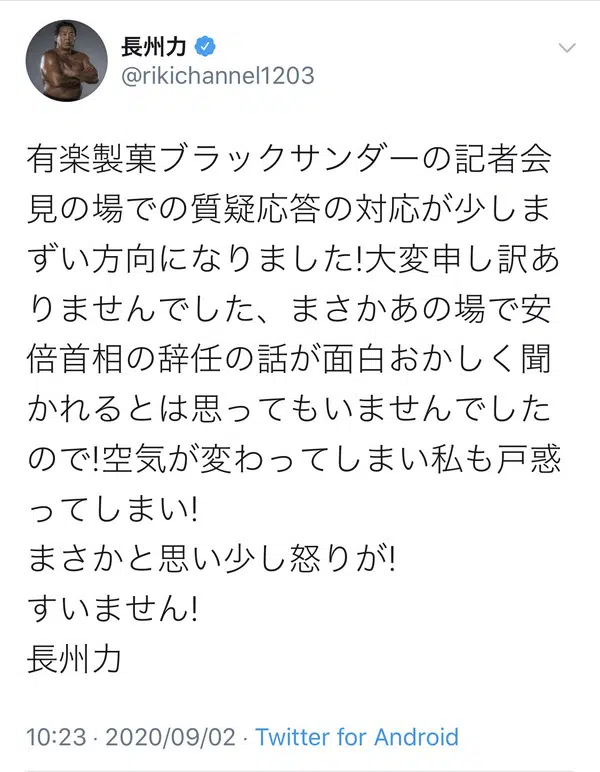 長州力
@rikichannel1203
有楽製菓ブラックサンダーの記者会
見の場での質疑応答の対応が少しま
ずい方向になりました!大変申し訳あ
りませんでした、まさかあの場で安
倍首相の辞任の話が面白おかしく聞
かれるとは思ってもいませんでした
ので!空気が変わってしまい私も戸惑
ってしまい!
まさかと思い少し怒りが!
すいません!
長州力
10:23 · 2020/09/02 · Twitter for Android